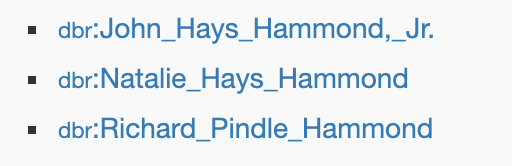 dbr:John_Hays_Hammond,_Jr.
dbr:Natalie_Hays_Hammond
dbr:Richard_Pindle_Hammond